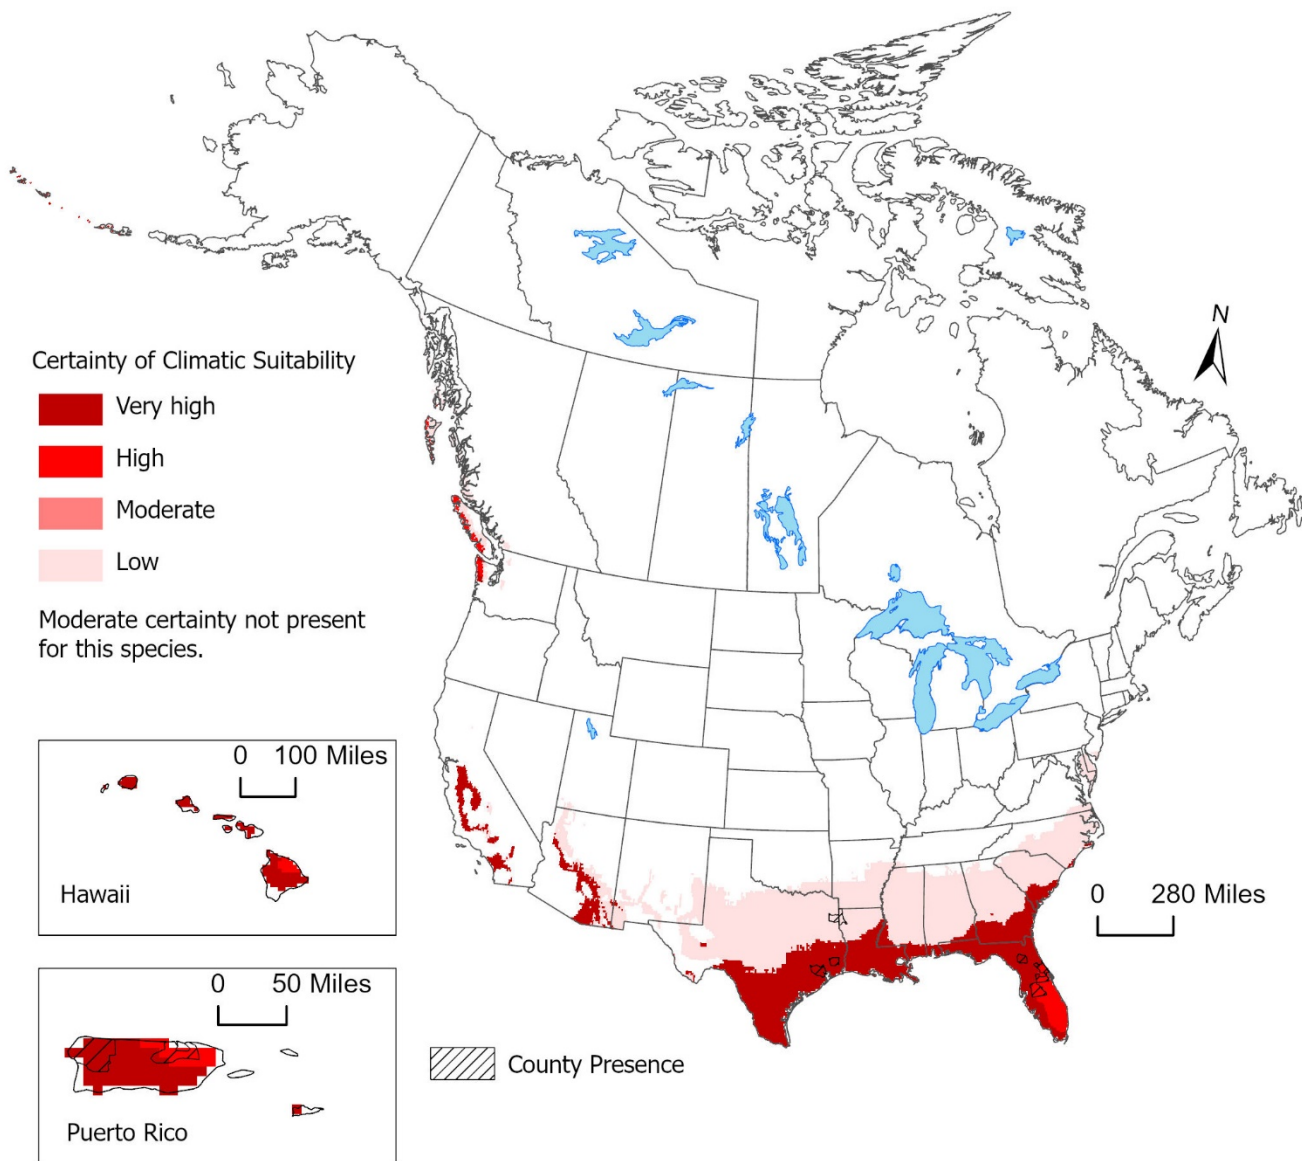 N
Certainty of Climatic Suitability
Very high
High
Moderate
Low
Moderate certainty not present
for this species.
0 100 Miles
Hawaii
0 280 Miles
0 50 Miles
Puerto Rico
County Presence